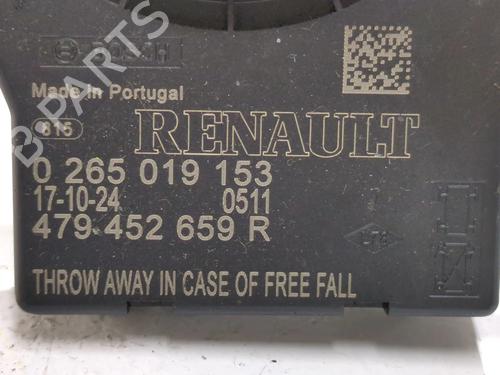 BOSCH
Made in Portugal
815
RENAULT
0 265 019 153
17-10-24 0511
479 452 659 R
THROW AWAY IN CASE OF FREE FALL
B PARTS